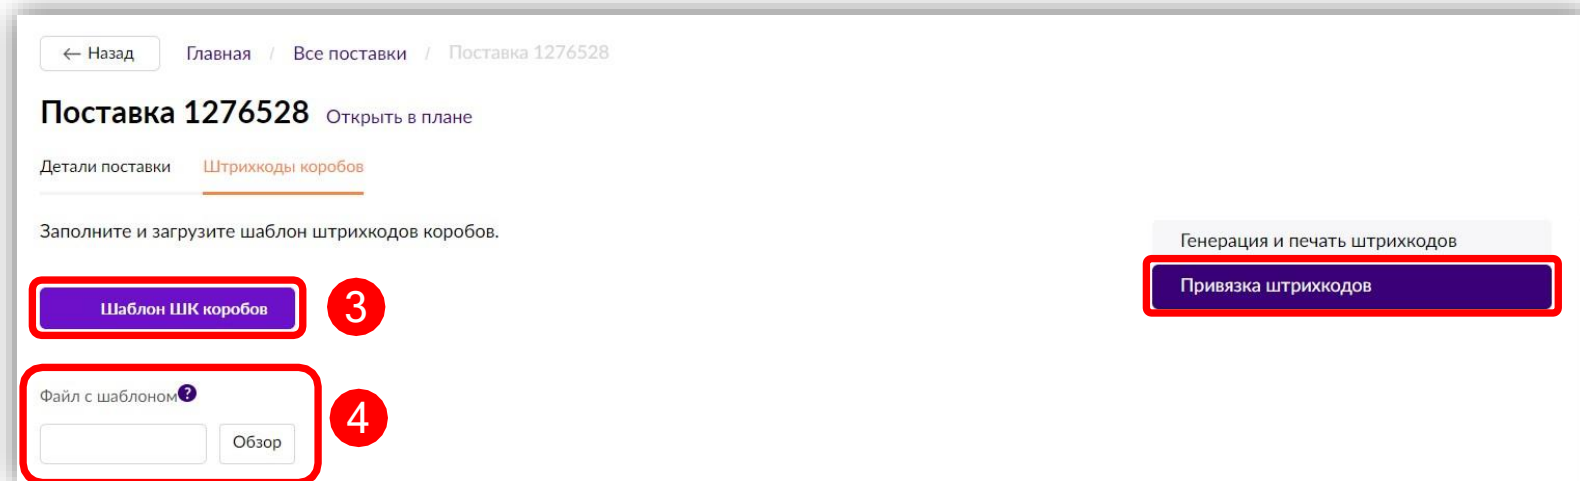 ← Назад Главная / Все поставки / Поставка 1276528
Поставка 1276528 Открыть в плане
Детали поставки Штрихкоды коробов
Заполните и загрузите шаблон штрихкодов коробов.
Генерация и печать штрихкодов
Привязка штрихкодов
Шаблон ШК коробов 3
Файл с шаблоном ?
4
Обзор